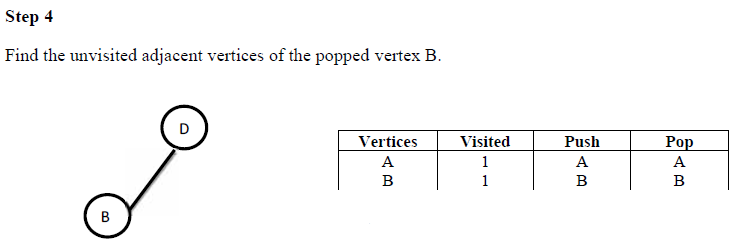 Step 4
Find the unvisited adjacent vertices of the popped vertex B.
D
B
Vertices Visited Push Pop
A 1 A A
B 1 B B